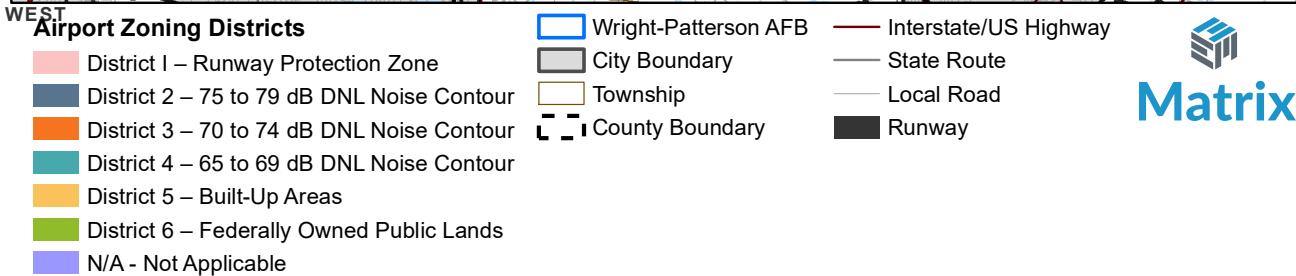 WEST
Airport Zoning Districts
District I – Runway Protection Zone
District 2 – 75 to 79 dB DNL Noise Contour
District 3 – 70 to 74 dB DNL Noise Contour
District 4 – 65 to 69 dB DNL Noise Contour
District 5 – Built-Up Areas
District 6 – Federally Owned Public Lands
N/A - Not Applicable
Wright-Patterson AFB
City Boundary
Township
County Boundary
Interstate/US Highway
State Route
Local Road
Runway
Matrix